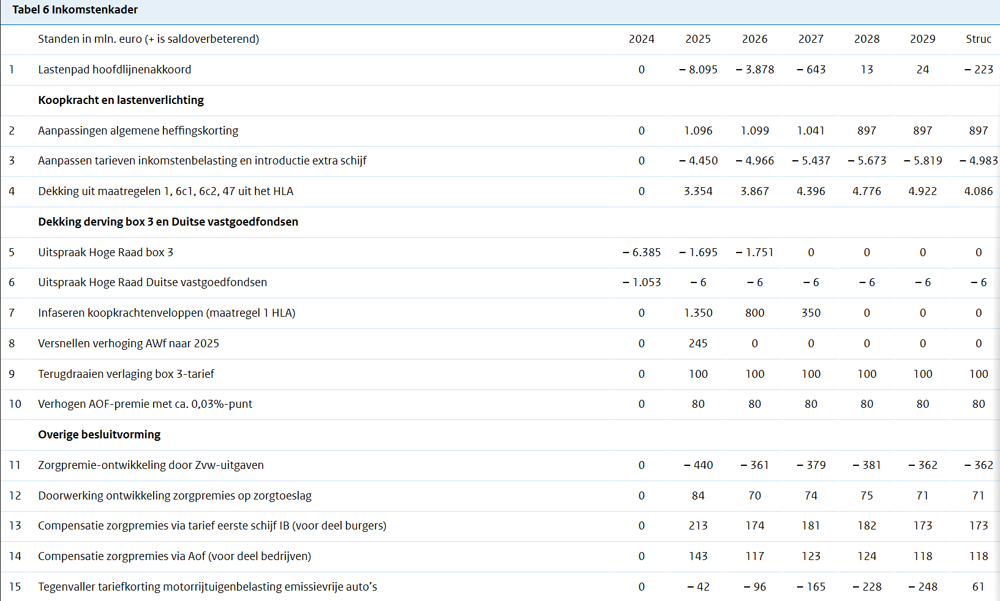 Tabel 6 Inkomstenkader
Standen in mln. euro (+ is saldoverbeterend) 2024 2025 2026 2027 2028 2029 Struc
1 Lastenpad hoofdlijnenakkoord 0 – 8.095 – 3.878 – 643 13 24 – 223
Koopkracht en lastenverlichting
2 Aanpassingen algemene heffingskorting 0 1.096 1.099 1.041 897 897 897
3 Aanpassen tarieven inkomstenbelasting en introductie extra schijf 0 – 4.450 – 4.966 – 5.437 – 5.673 – 5.819 – 4.983
4 Dekking uit maatregelen 1, 6c1, 6c2, 47 uit het HLA 0 3.354 3.867 4.396 4.776 4.922 4.086
Dekking derving box 3 en Duitse vastgoedfondsen
5 Uitspraak Hoge Raad box 3 – 6.385 – 1.695 – 1.751 0 0 0 0
6 Uitspraak Hoge Raad Duitse vastgoedfondsen – 1.053 – 6 – 6 – 6 – 6 – 6 – 6
7 Infaseren koopkrachtenveloppen (maatregel 1 HLA) 0 1.350 800 350 0 0 0
8 Versnellen verhoging AWf naar 2025 0 245 0 0 0 0 0
9 Terugdraaien verlaging box 3-tarief 0 100 100 100 100 100 100
10 Verhogen AOF-premie met ca. 0,03%-punt 0 80 80 80 80 80 80
Overige besluitvorming
11 Zorgpremie-ontwikkeling door Zvw-uitgaven 0 – 440 – 361 – 379 – 381 – 362 – 362
12 Doorwerking ontwikkeling zorgpremies op zorgtoeslag 0 84 70 74 75 71 71
13 Compensatie zorgpremies via tarief eerste schijf IB (voor deel burgers) 0 213 174 181 182 173 173
14 Compensatie zorgpremies via Aof (voor deel bedrijven) 0 143 117 123 124 118 118
15 Tegenvaller tariefkorting motorrijtuigenbelasting emissievrije auto’s 0 – 42 – 96 – 165 – 228 – 248 61